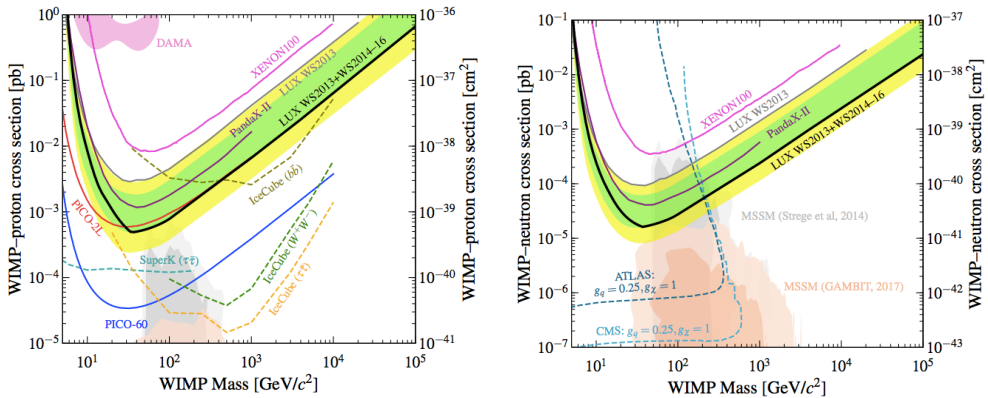 10⁰
10⁻¹
10⁻²
10⁻³
10⁻⁴
10⁻⁵
WIMP–proton cross section [pb]
DAMA
XENON100
LUX WS2013
PandaX-II
LUX WS2013+WS2014–16
PICO-2L
IceCube (bb̄)
SuperK (ττ̄)
IceCube (W⁺W⁻)
IceCube (ττ̄)
PICO-60
10⁻³⁶
10⁻³⁷
10⁻³⁸
10⁻³⁹
10⁻⁴⁰
10⁻⁴¹
WIMP–proton cross section [cm²]
10¹ 10² 10³ 10⁴ 10⁵
WIMP Mass [GeV/c²]
10⁻¹
10⁻²
10⁻³
10⁻⁴
10⁻⁵
10⁻⁶
10⁻⁷
WIMP–neutron cross section [pb]
XENON100
LUX WS2013
PandaX-II
LUX WS2013+WS2014–16
MSSM (Strege et al, 2014)
ATLAS:
g_q = 0.25, g_χ = 1
MSSM (GAMBIT, 2017)
CMS: g_q = 0.25, g_χ = 1
10⁻³⁷
10⁻³⁸
10⁻³⁹
10⁻⁴⁰
10⁻⁴¹
10⁻⁴²
10⁻⁴³
WIMP–neutron cross section [cm²]
10¹ 10² 10³ 10⁴ 10⁵
WIMP Mass [GeV/c²]